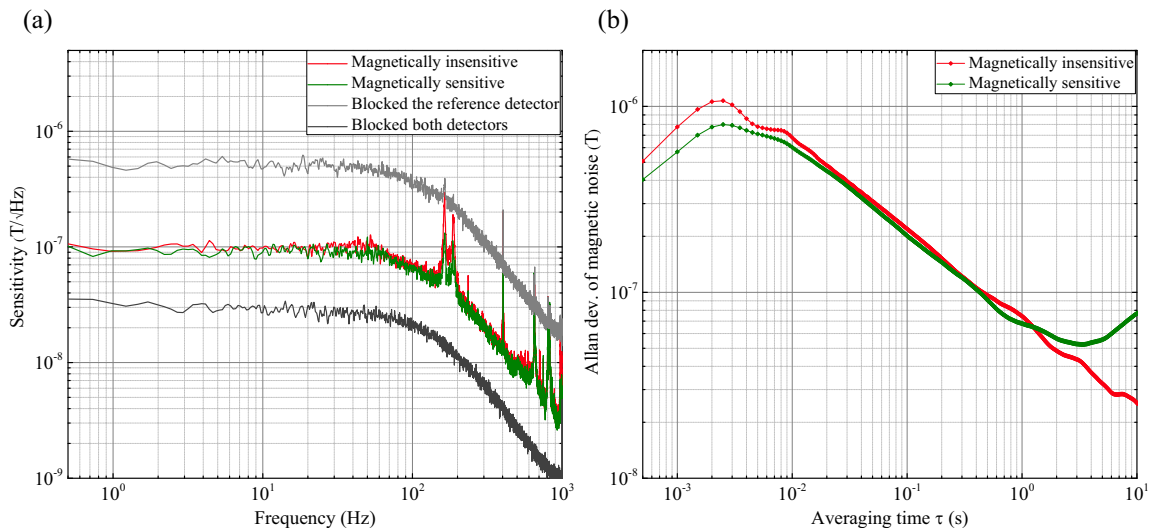 (a)
Magnetically insensitive
Magnetically sensitive
Blocked the reference detector
Blocked both detectors
Sensitivity (T/√Hz)
10⁻⁶
10⁻⁷
10⁻⁸
10⁻⁹
10⁰
10¹
10²
10³
Frequency (Hz)
(b)
Magnetically insensitive
Magnetically sensitive
Allan dev. of magnetic noise (T)
10⁻⁶
10⁻⁷
10⁻⁸
10⁻³
10⁻²
10⁻¹
10⁰
10¹
Averaging time τ (s)